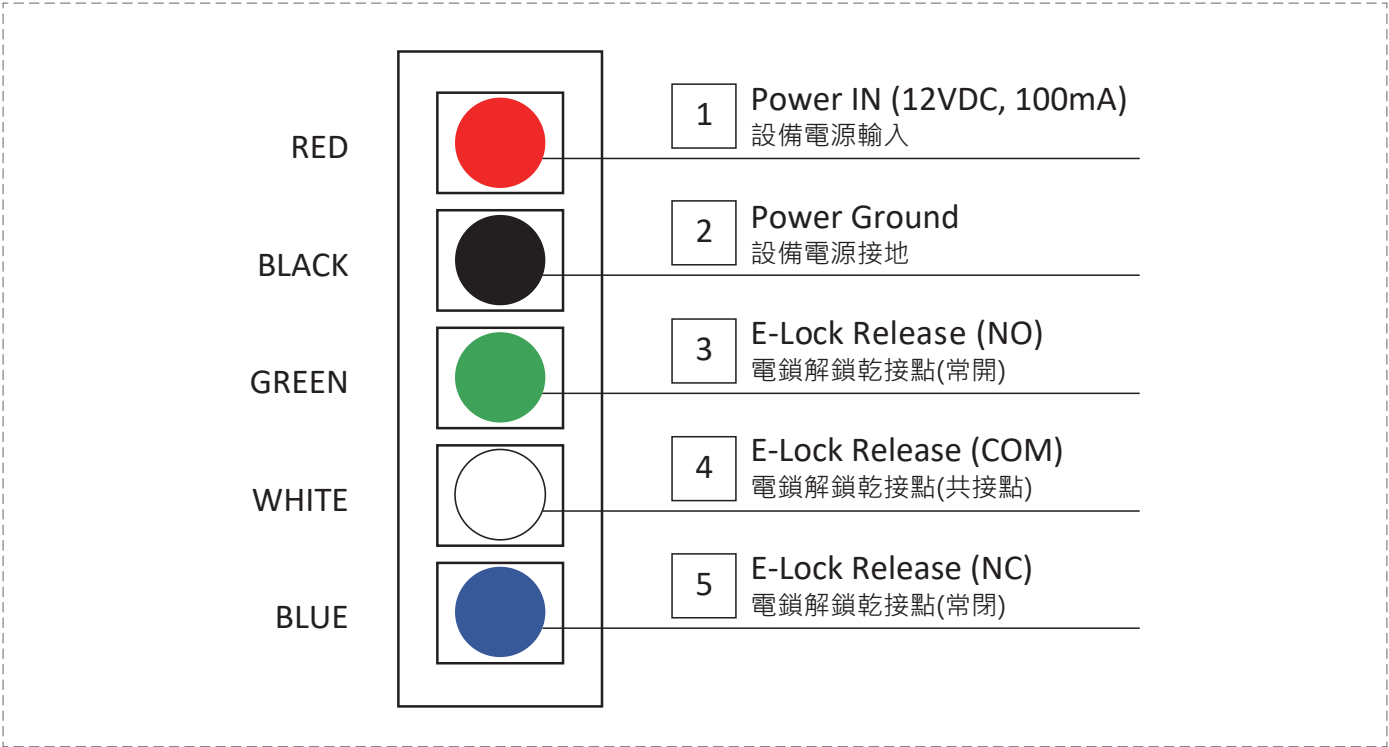 RED
1
Power IN (12VDC, 100mA)
設備電源輸入
BLACK
2
Power Ground
設備電源接地
GREEN
3
E-Lock Release (NO)
電鎖解鎖乾接點(常開)
WHITE
4
E-Lock Release (COM)
電鎖解鎖乾接點(共接點)
BLUE
5
E-Lock Release (NC)
電鎖解鎖乾接點(常閉)